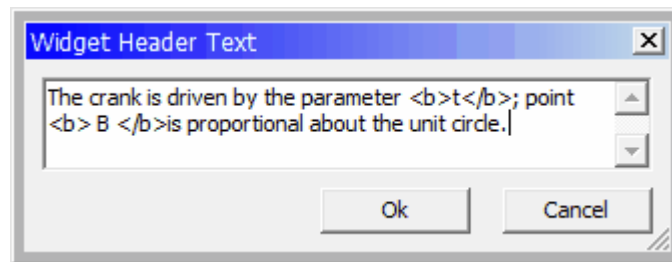 Widget Header Text
The crank is driven by the parameter <b>t</b>; point
<b> B </b>is proportional about the unit circle.
Ok
Cancel